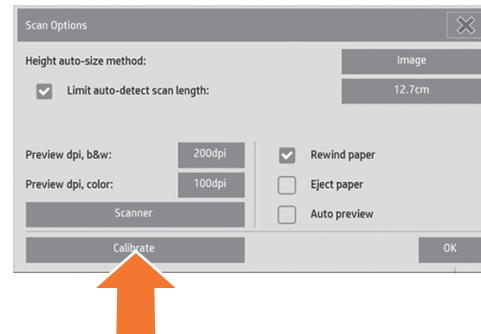 Scan Options
Height auto-size method: Image
Limit auto-detect scan length: 12.7cm
Preview dpi, b&w: 200dpi Rewind paper
Preview dpi, color: 100dpi Eject paper
Scanner Auto preview
Calibrate OK